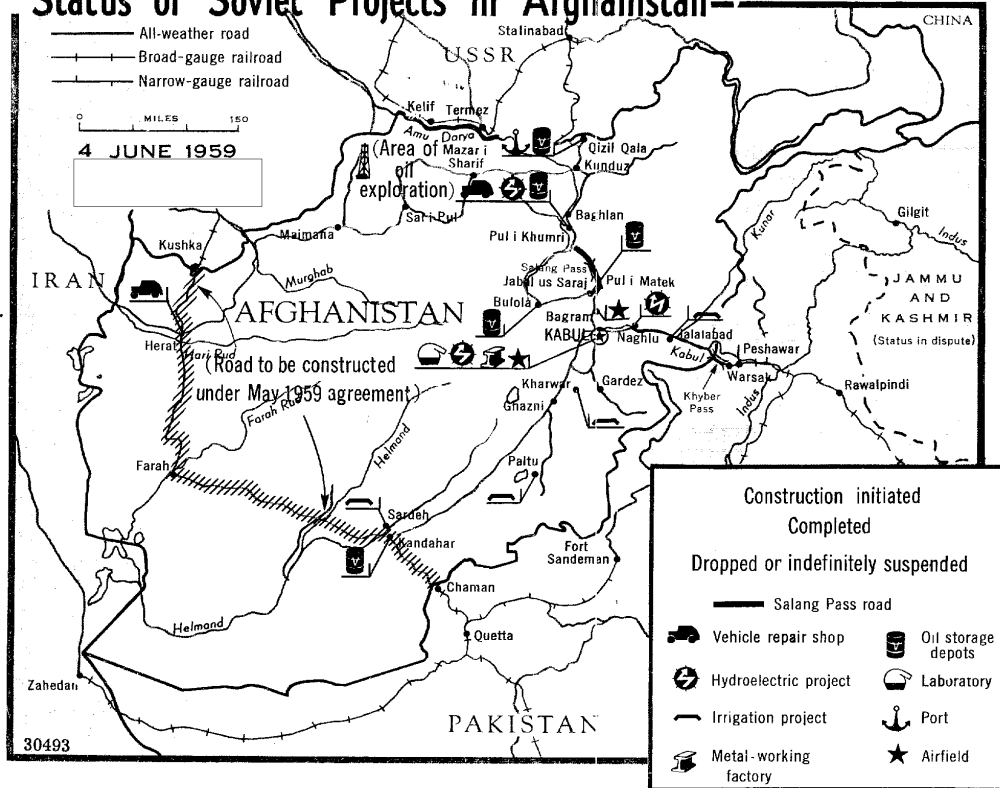 Status of Soviet Projects in Afghanistan
CHINA
All-weather road
Broad-gauge railroad
Narrow-gauge railroad
0 MILES 150
4 JUNE 1959
Stalinabad
USSR
Kelif
Termez
Amu Darya
Mazar i
Sharif
(Area of
oil
exploration)
Qizil Qala
Kunduz
Sar i Pul
Baghlan
Maimana
Pul i Khumri
Kushka
Kunar
Gilgit
Indus
IRAN
Murghab
Salang Pass
Jabal us Saraj
Pul i Matek
JAMMU
AND
KASHMIR
(Status in dispute)
AFGHANISTAN
Bufola
Bagram
KABUL
Naghlu
Jalalabad
Herat
Hari Rud
Kabul
Peshawar
Warsak
(Road to be constructed
under May 1959 agreement)
Kharwar
Gardez
Khyber
Pass
Indus
Rawalpindi
Ghazni
Farah Rud
Helmand
Farah
Paltu
Sardeh
Kandahar
Fort
Sandeman
Chaman
Helmand
Quetta
Zahedan
PAKISTAN
30493
Construction initiated
Completed
Dropped or indefinitely suspended
Salang Pass road
Vehicle repair shop
Oil storage
depots
Hydroelectric project
Laboratory
Irrigation project
Port
Metal-working
factory
Airfield